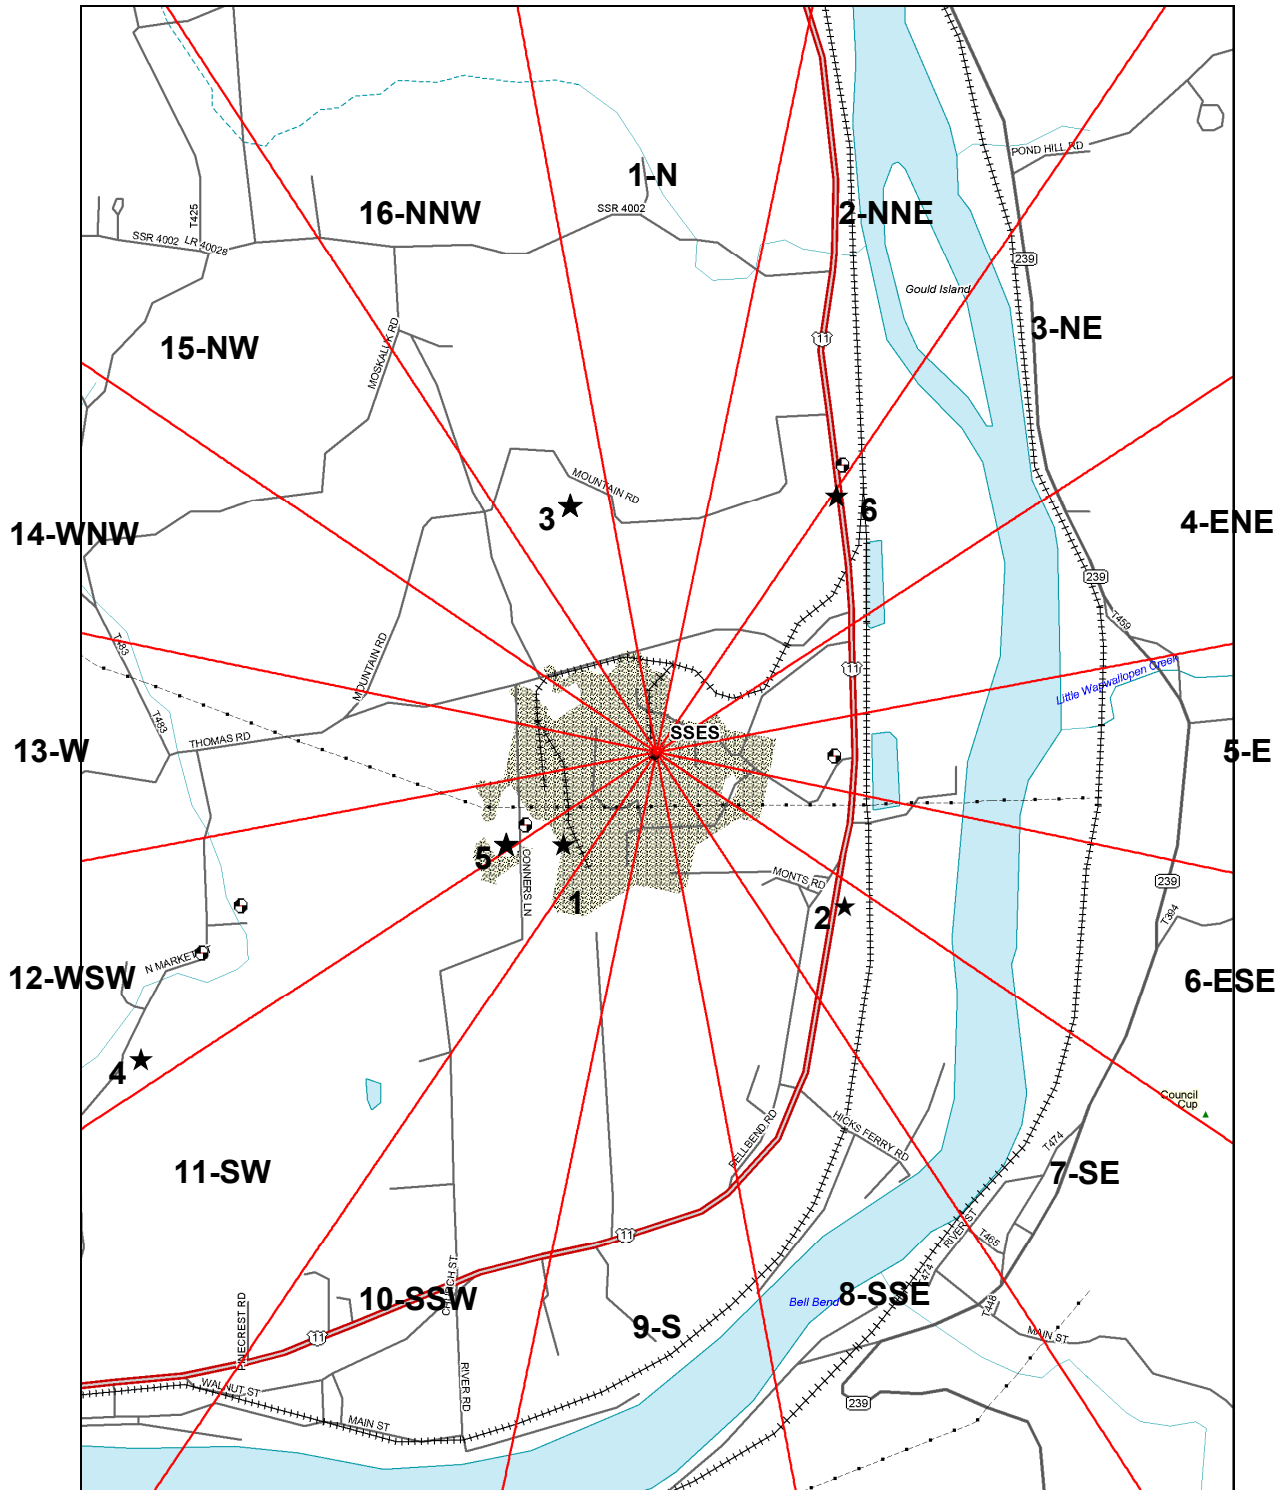 1-N
16-NNW
SSR 4002
2-NNE
POND HILL RD
T425
SSR 4002
LR 40028
239
Gould Island
3-NE
11
15-NW
MOSKALUK RD
MOUNTAIN RD
3
6
14-WNW
4-ENE
239
T459
T483
MOUNTAIN RD
11
Little Wapwallopen Creek
T483
THOMAS RD
SSES
13-W
5-E
5
CONNERS LN
1
MONTS RD
2
239
T394
N MARKET ST
12-WSW
6-ESE
4
Council
Cup
BELLBEND RD
HICKS FERRY RD
T474
11-SW
7-SE
RIVER ST
T465
11
T474
CHURCH ST
10-SSW
Bell Bend
8-SSE
T448
PINECREST RD
11
9-S
MAIN ST
WALNUT ST
RIVER RD
MAIN ST
239